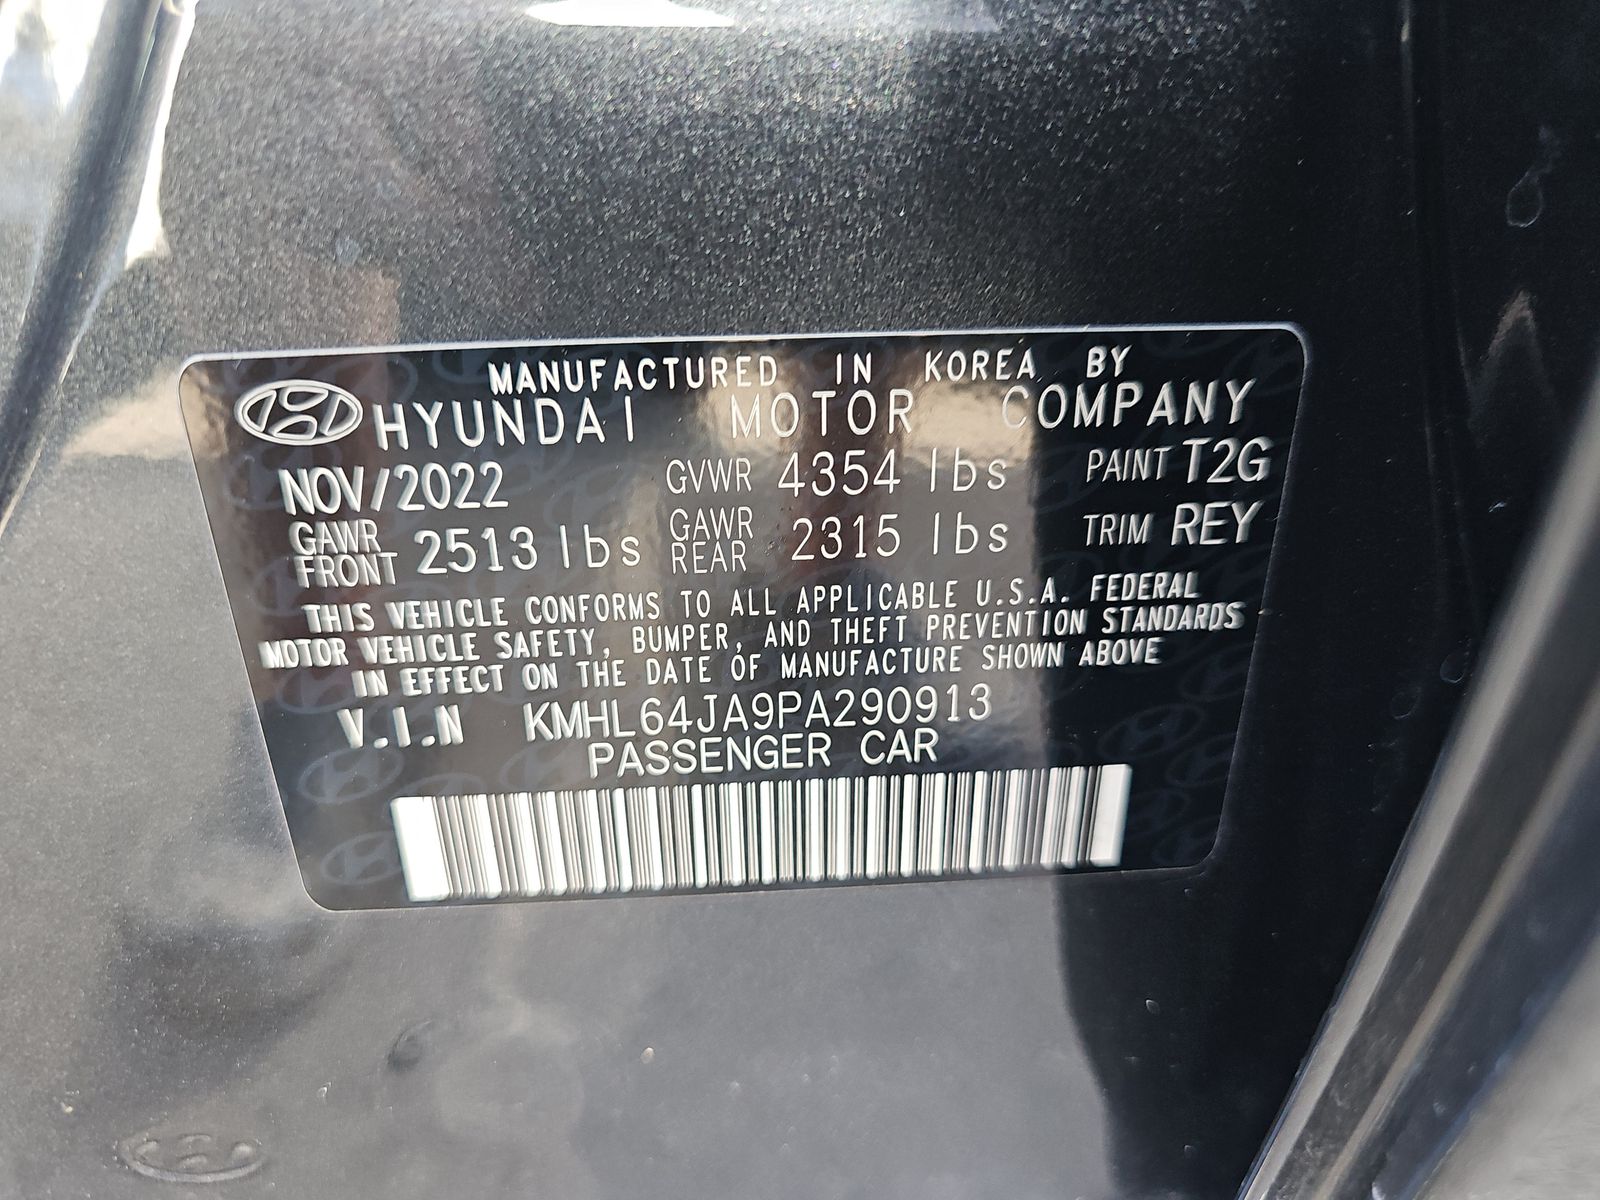 MANUFACTURED IN KOREA BY
HYUNDAI MOTOR COMPANY
NOV/2022 GVWR 4354 lbs PAINT T2G
GAWR FRONT 2513 lbs GAWR REAR 2315 lbs TRIM REY
THIS VEHICLE CONFORMS TO ALL APPLICABLE U.S.A. FEDERAL
MOTOR VEHICLE SAFETY, BUMPER, AND THEFT PREVENTION STANDARDS
IN EFFECT ON THE DATE OF MANUFACTURE SHOWN ABOVE
V.I.N KMHL64JA9PA290913
PASSENGER CAR